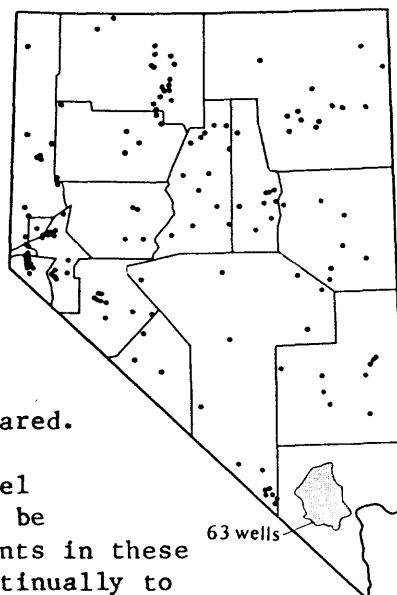 ared.
el
be
63 wells
nts in these
tinually to